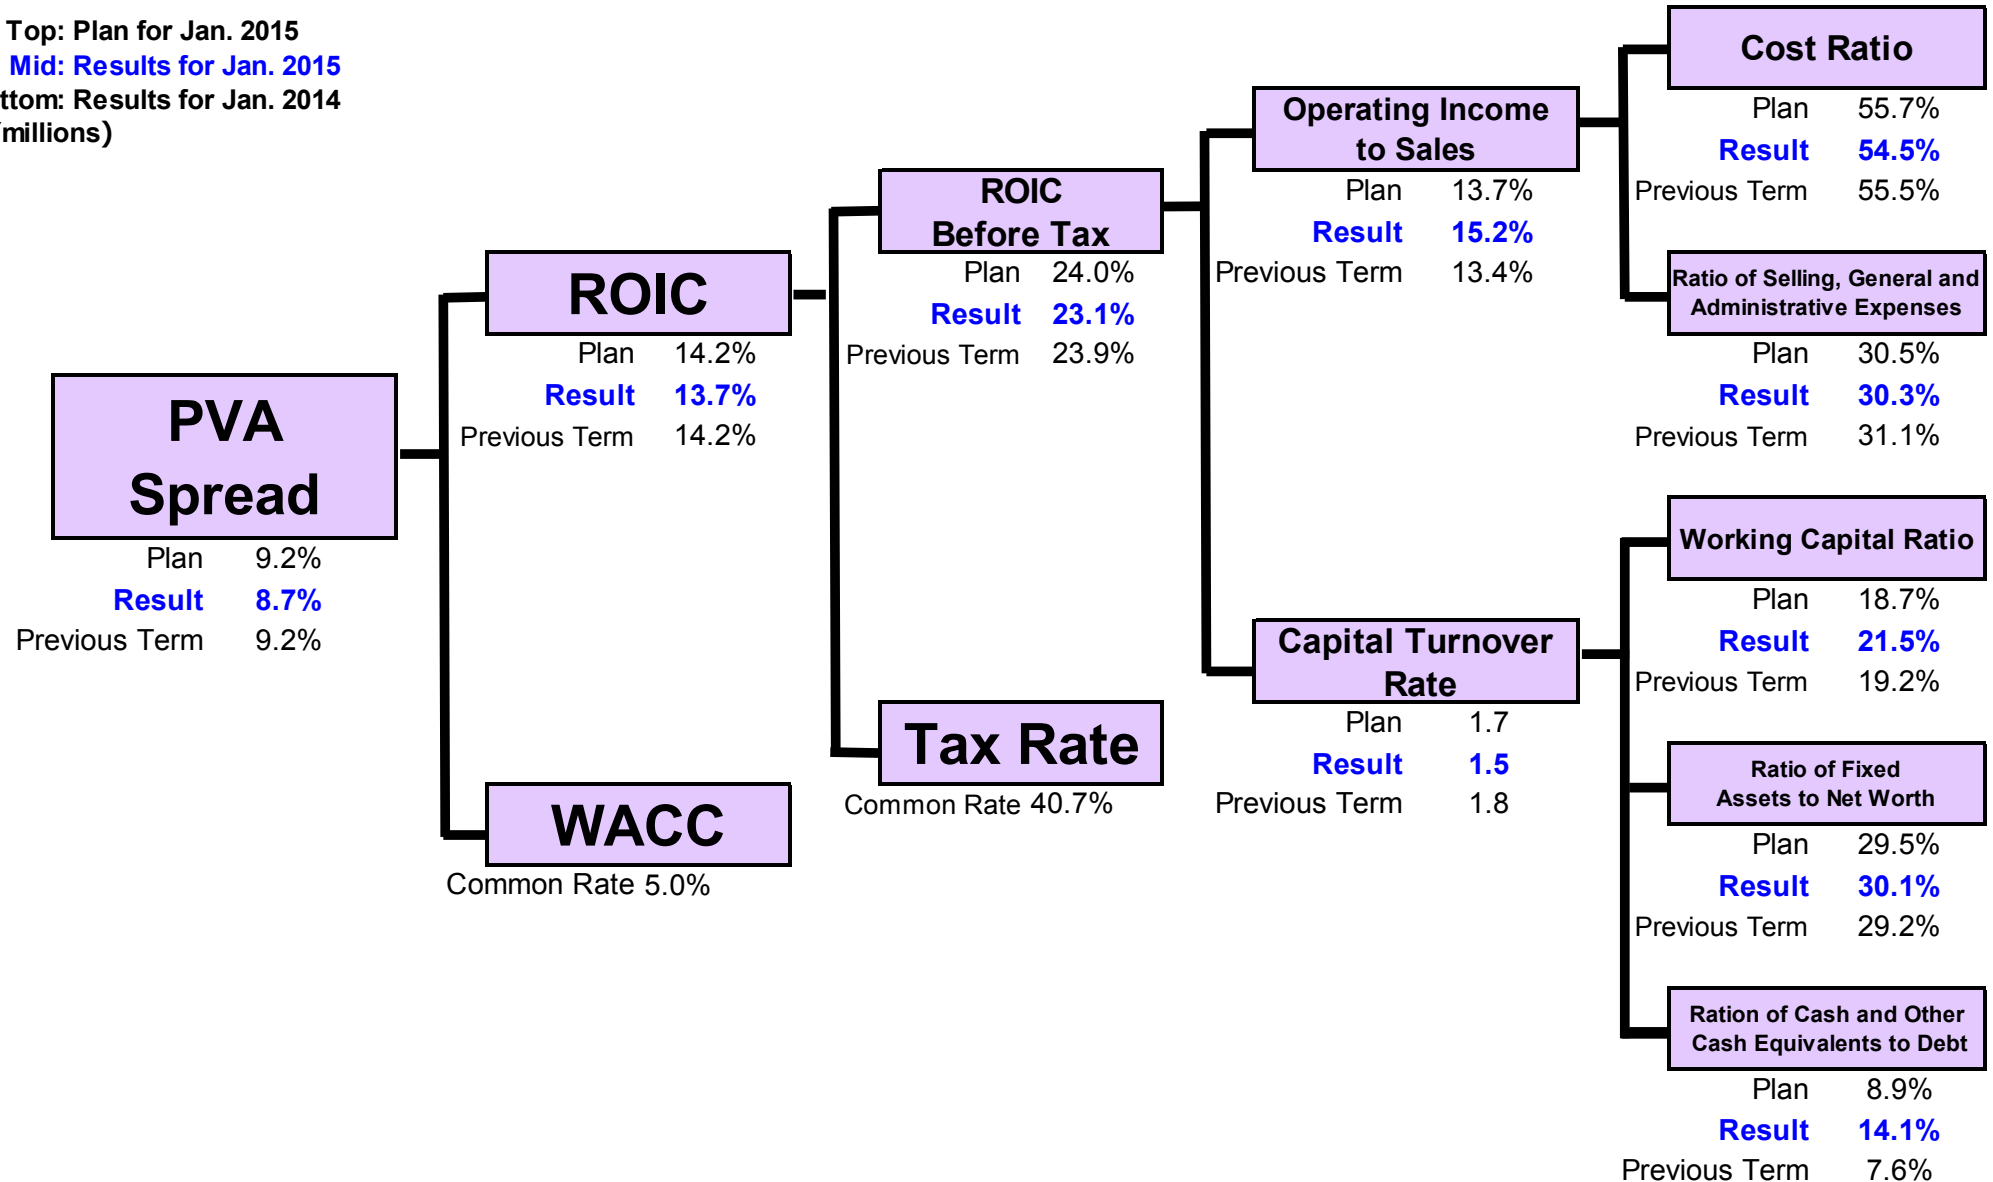 Top: Plan for Jan. 2015
Mid: Results for Jan. 2015
ttom: Results for Jan. 2014
millions)
PVA
Spread
Plan 9.2%
Result 8.7%
Previous Term 9.2%
ROIC
Plan 14.2%
Result 13.7%
Previous Term 14.2%
WACC
Common Rate 5.0%
ROIC
Before Tax
Plan 24.0%
Result 23.1%
Previous Term 23.9%
Tax Rate
Common Rate 40.7%
Operating Income
to Sales
Plan 13.7%
Result 15.2%
Previous Term 13.4%
Capital Turnover
Rate
Plan 1.7
Result 1.5
Previous Term 1.8
Cost Ratio
Plan 55.7%
Result 54.5%
Previous Term 55.5%
Ratio of Selling, General and
Administrative Expenses
Plan 30.5%
Result 30.3%
Previous Term 31.1%
Working Capital Ratio
Plan 18.7%
Result 21.5%
Previous Term 19.2%
Ratio of Fixed
Assets to Net Worth
Plan 29.5%
Result 30.1%
Previous Term 29.2%
Ration of Cash and Other
Cash Equivalents to Debt
Plan 8.9%
Result 14.1%
Previous Term 7.6%